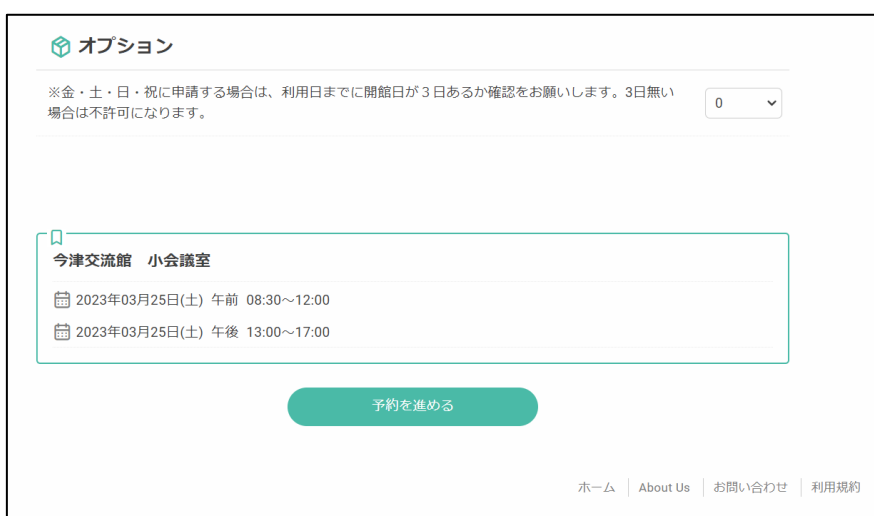 オプション
※金・土・日・祝に申請する場合は、利用日までに開館日が３日あるか確認をお願いします。3日無い
場合は不許可になります。
0
今津交流館　小会議室
2023年03月25日(土) 午前 08:30～12:00
2023年03月25日(土) 午後 13:00～17:00
予約を進める
ホーム
About Us
お問い合わせ
利用規約